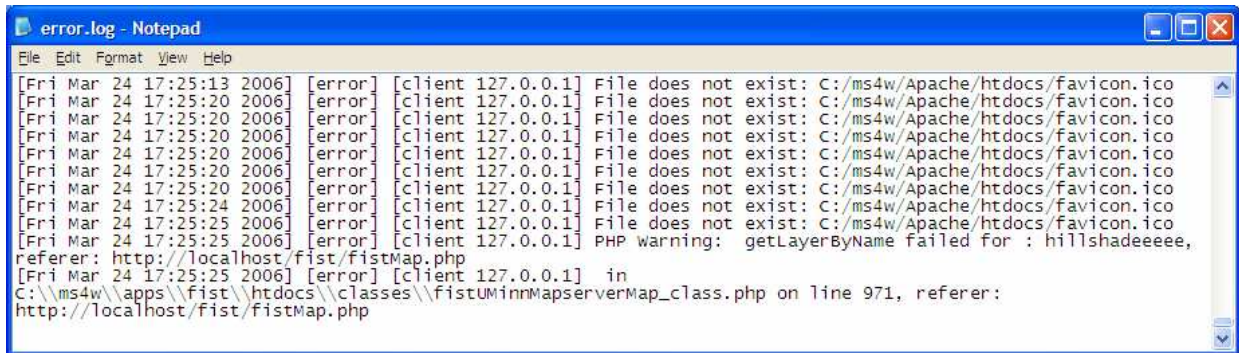 error.log - Notepad
File Edit Format View Help
[Fri Mar 24 17:25:13 2006] [error] [client 127.0.0.1] File does not exist: C:/ms4w/Apache/htdocs/favicon.ico
[Fri Mar 24 17:25:20 2006] [error] [client 127.0.0.1] File does not exist: C:/ms4w/Apache/htdocs/favicon.ico
[Fri Mar 24 17:25:20 2006] [error] [client 127.0.0.1] File does not exist: C:/ms4w/Apache/htdocs/favicon.ico
[Fri Mar 24 17:25:20 2006] [error] [client 127.0.0.1] File does not exist: C:/ms4w/Apache/htdocs/favicon.ico
[Fri Mar 24 17:25:20 2006] [error] [client 127.0.0.1] File does not exist: C:/ms4w/Apache/htdocs/favicon.ico
[Fri Mar 24 17:25:20 2006] [error] [client 127.0.0.1] File does not exist: C:/ms4w/Apache/htdocs/favicon.ico
[Fri Mar 24 17:25:20 2006] [error] [client 127.0.0.1] File does not exist: C:/ms4w/Apache/htdocs/favicon.ico
[Fri Mar 24 17:25:24 2006] [error] [client 127.0.0.1] File does not exist: C:/ms4w/Apache/htdocs/favicon.ico
[Fri Mar 24 17:25:25 2006] [error] [client 127.0.0.1] File does not exist: C:/ms4w/Apache/htdocs/favicon.ico
[Fri Mar 24 17:25:25 2006] [error] [client 127.0.0.1] PHP Warning:  getLayerByName failed for : hillshadeeeee,
referer: http://localhost/fist/fistMap.php
[Fri Mar 24 17:25:25 2006] [error] [client 127.0.0.1]  in
C:\\ms4w\\apps\\fist\\htdocs\\classes\\fistUMinnMapserverMap_class.php on line 971, referer:
http://localhost/fist/fistMap.php